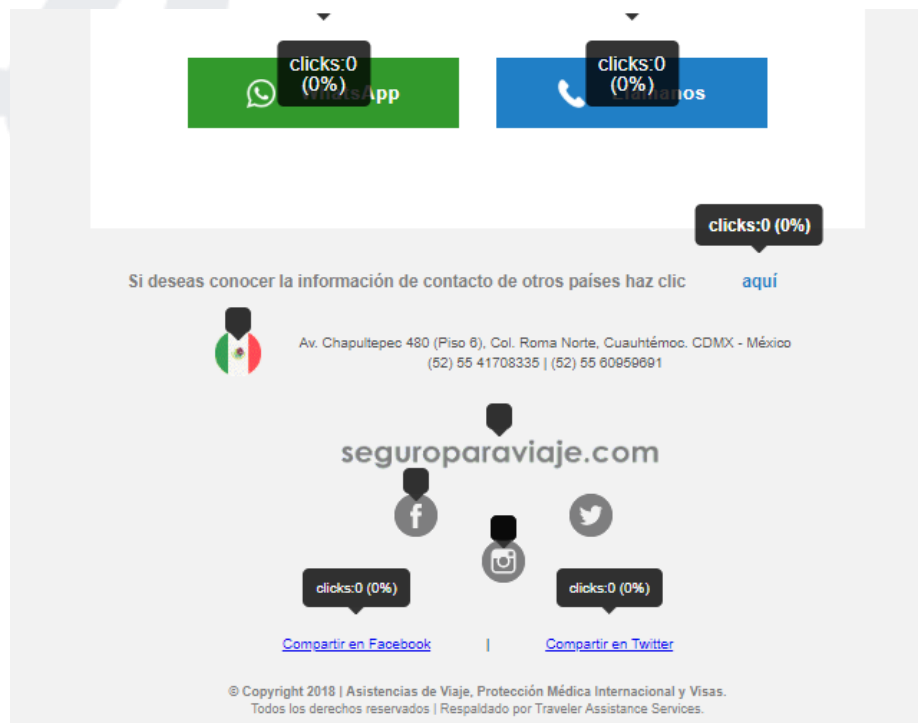 clicks:0
(0%)
clicks:0
(0%)
WhatsApp
Llámanos
clicks:0 (0%)
Si deseas conocer la información de contacto de otros países haz clic aquí
Av. Chapultepec 480 (Piso 6), Col. Roma Norte, Cuauhtémoc. CDMX - México
(52) 55 41708335 | (52) 55 60959691
seguroparaviaje.com
clicks:0 (0%)
clicks:0 (0%)
Compartir en Facebook | Compartir en Twitter
© Copyright 2018 | Asistencias de Viaje, Protección Médica Internacional y Visas.
Todos los derechos reservados | Respaldado por Traveler Assistance Services.